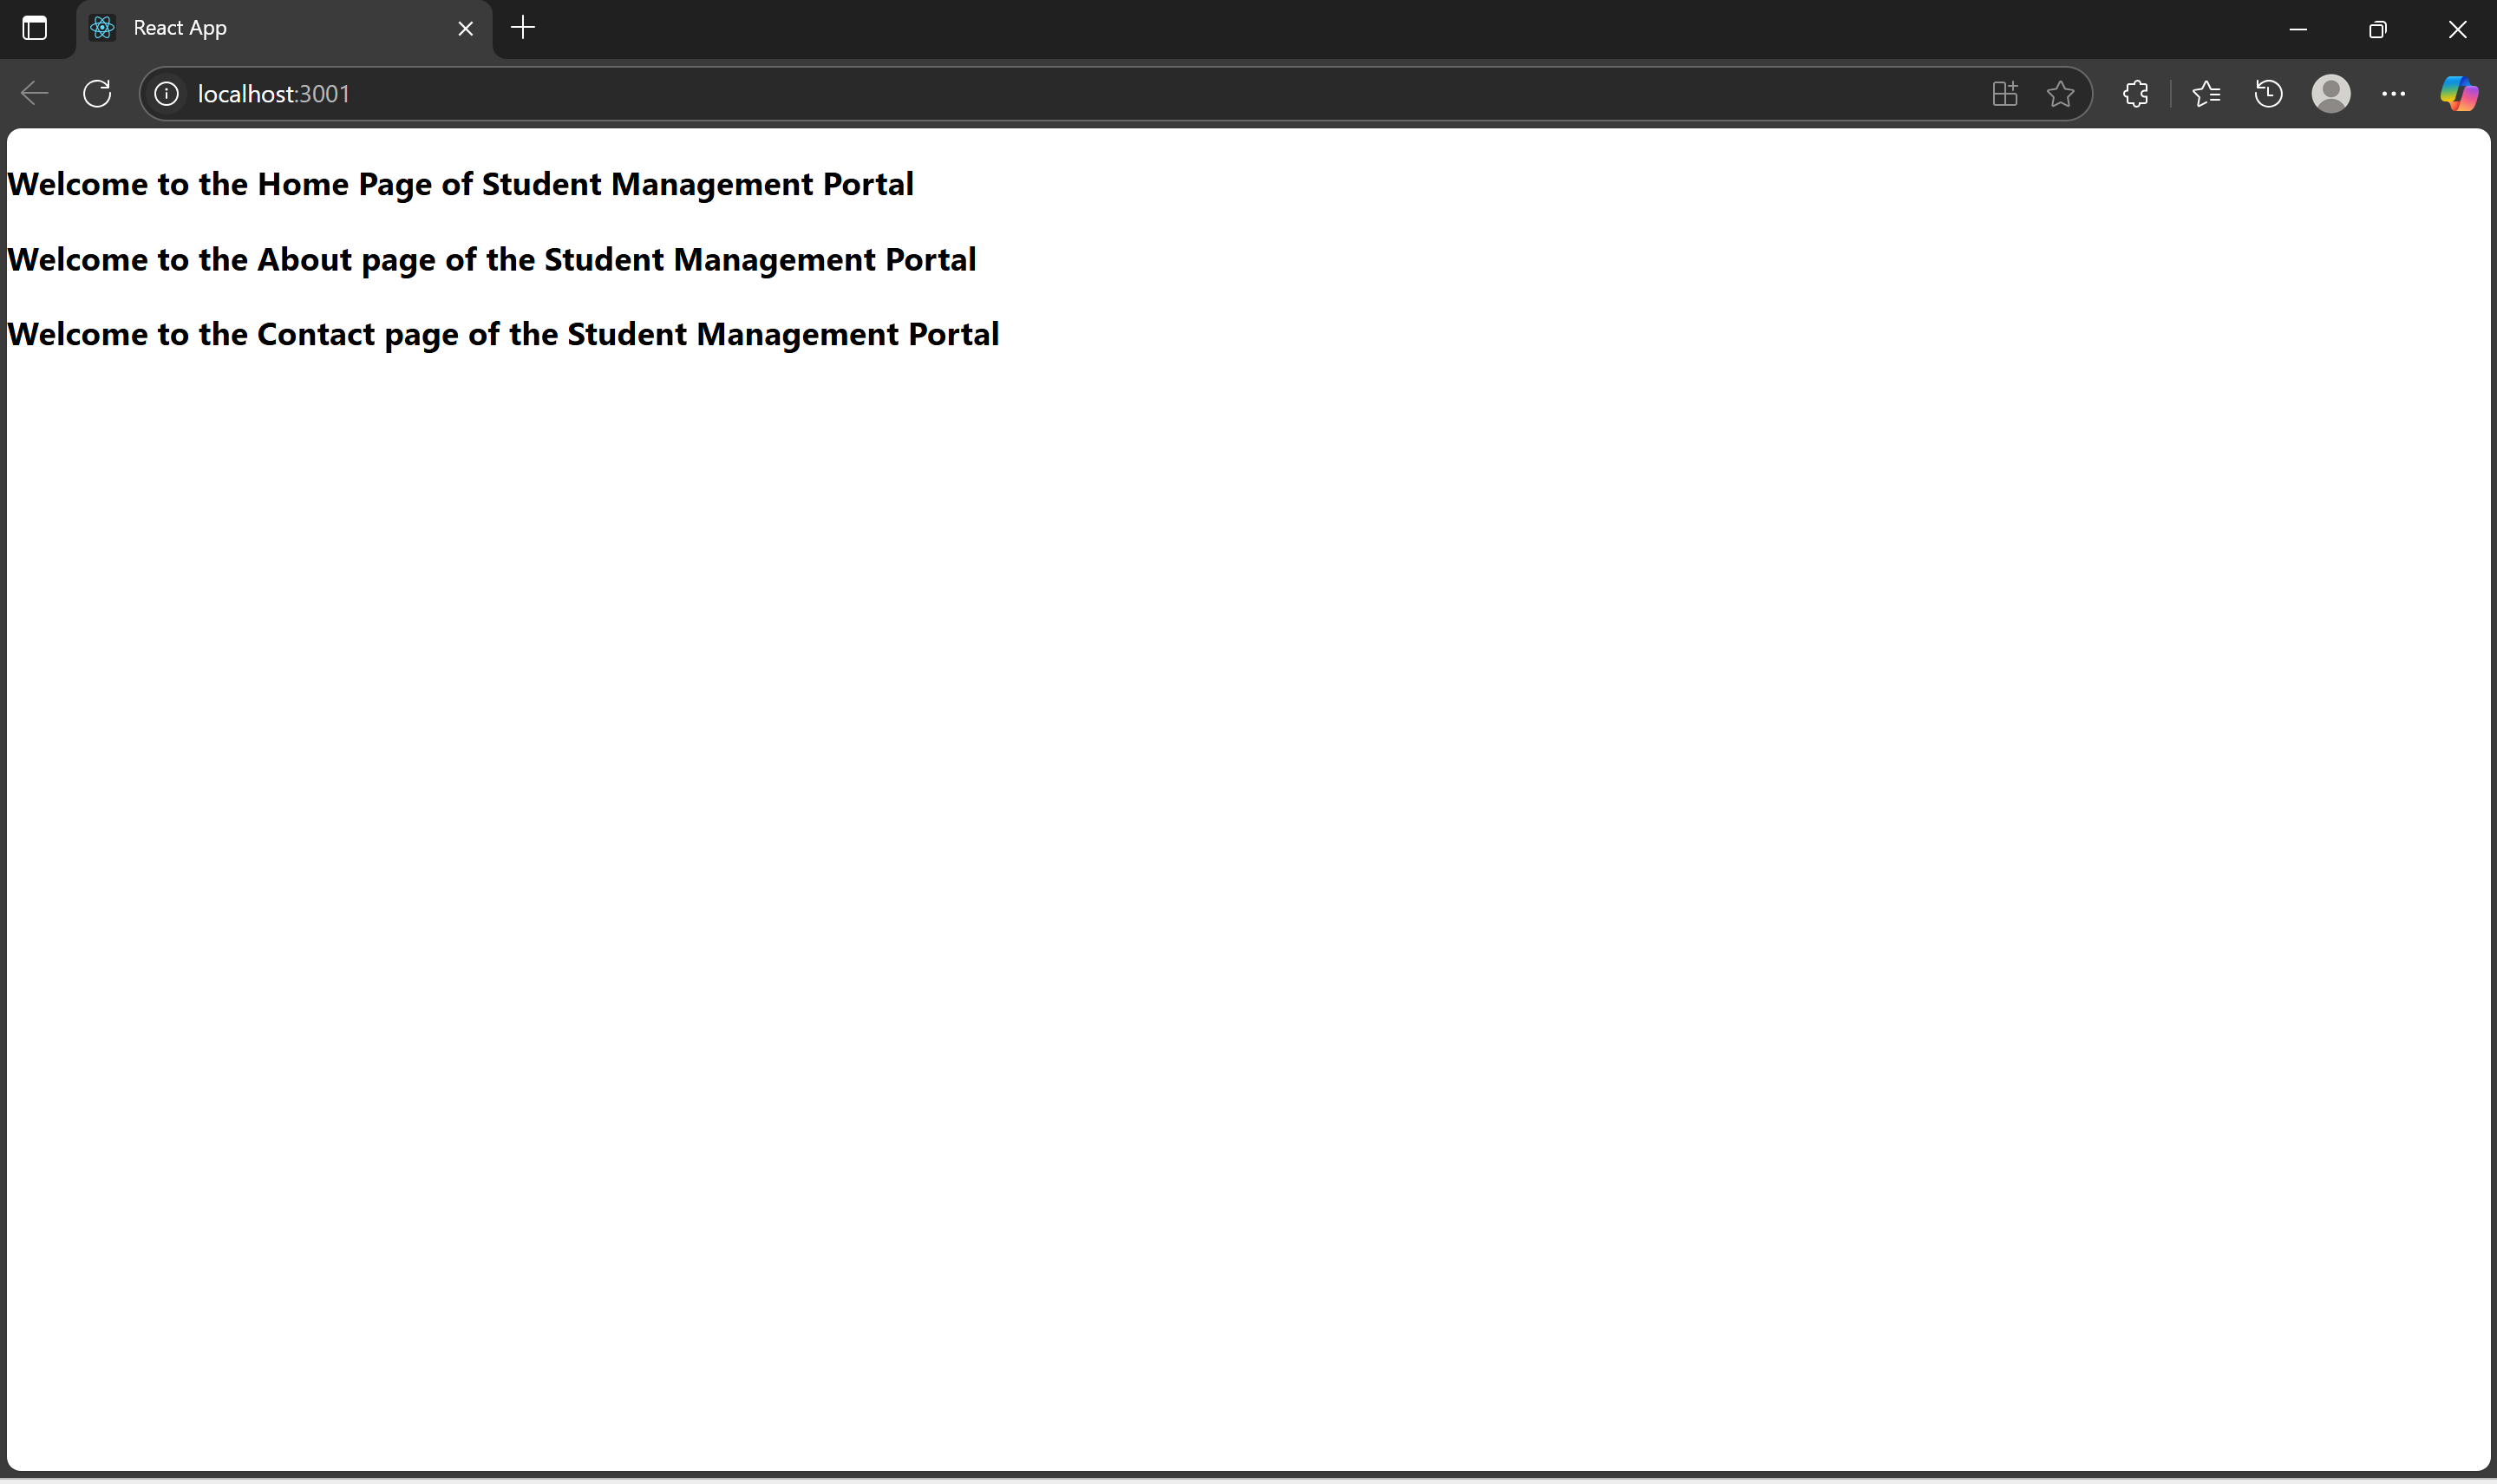 React App
localhost:3001
Welcome to the Home Page of Student Management Portal
Welcome to the About page of the Student Management Portal
Welcome to the Contact page of the Student Management Portal